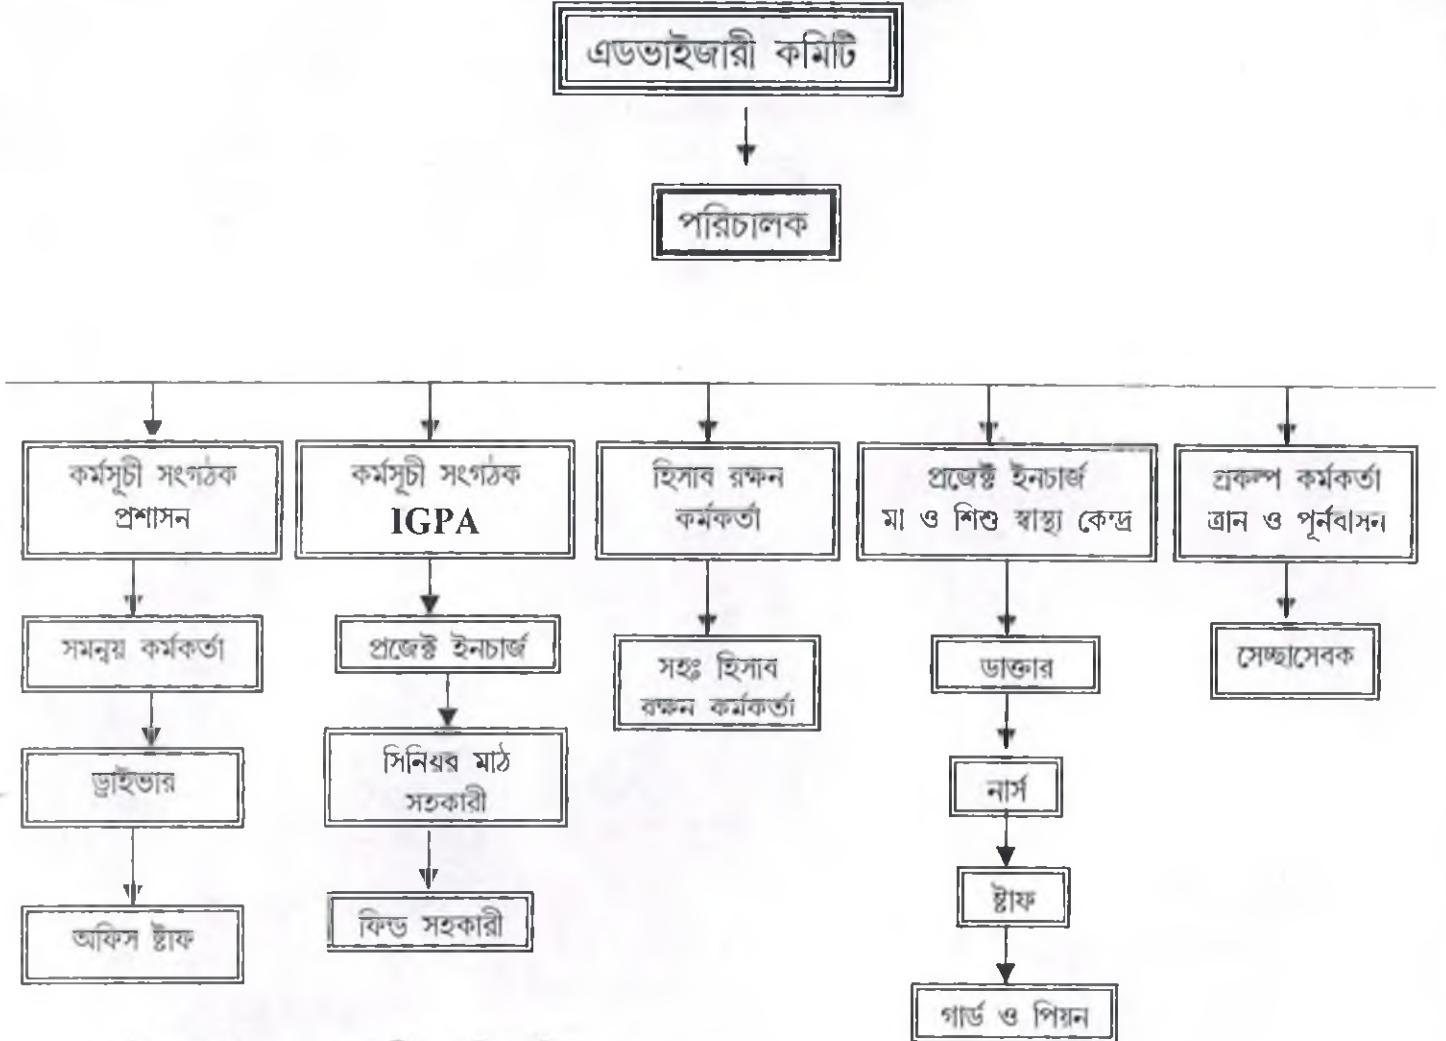 এডভাইজারী কমিটি
পরিচালক
কর্মসূচী সংগঠক
প্রশাসন
কর্মসূচী সংগঠক
IGPA
হিসাব রক্ষন
কর্মকর্তা
প্রজেক্ট ইনচার্জ
মা ও শিশু স্বাস্থ্য কেন্দ্র
প্রকল্প কর্মকর্তা
ত্রান ও পূর্নবাসন
সমন্বয় কর্মকর্তা
প্রজেক্ট ইনচার্জ
সহঃ হিসাব
রক্ষন কর্মকর্তা
ডাক্তার
সেচ্ছাসেবক
ড্রাইভার
সিনিয়র মাঠ
সহকারী
নার্স
অফিস ষ্টাফ
ফিল্ড সহকারী
ষ্টাফ
গার্ড ও পিয়ন